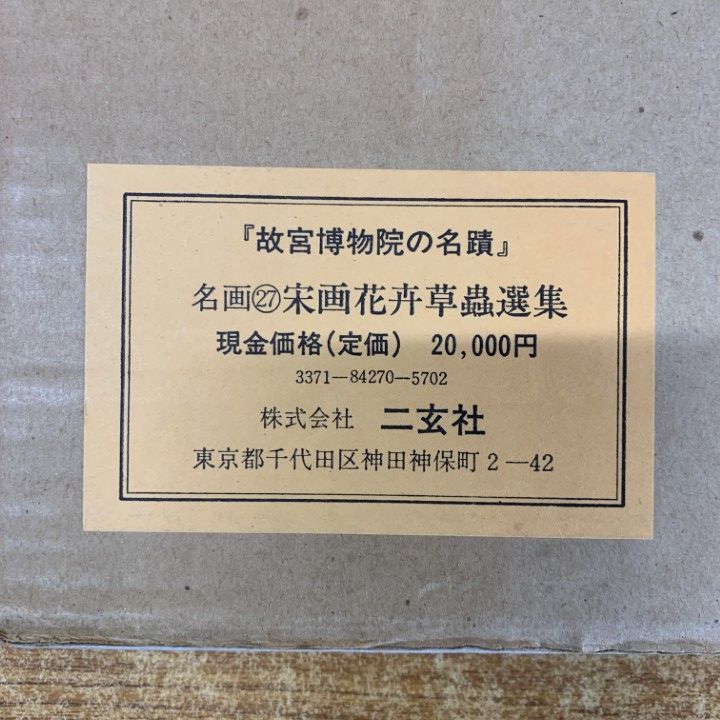 『故宮博物院の名蹟』
名画㉗宋画花卉草蟲選集
現金価格(定価) 20,000円
3371—84270—5702
株式会社 二玄社
東京都千代田区神田神保町2—42